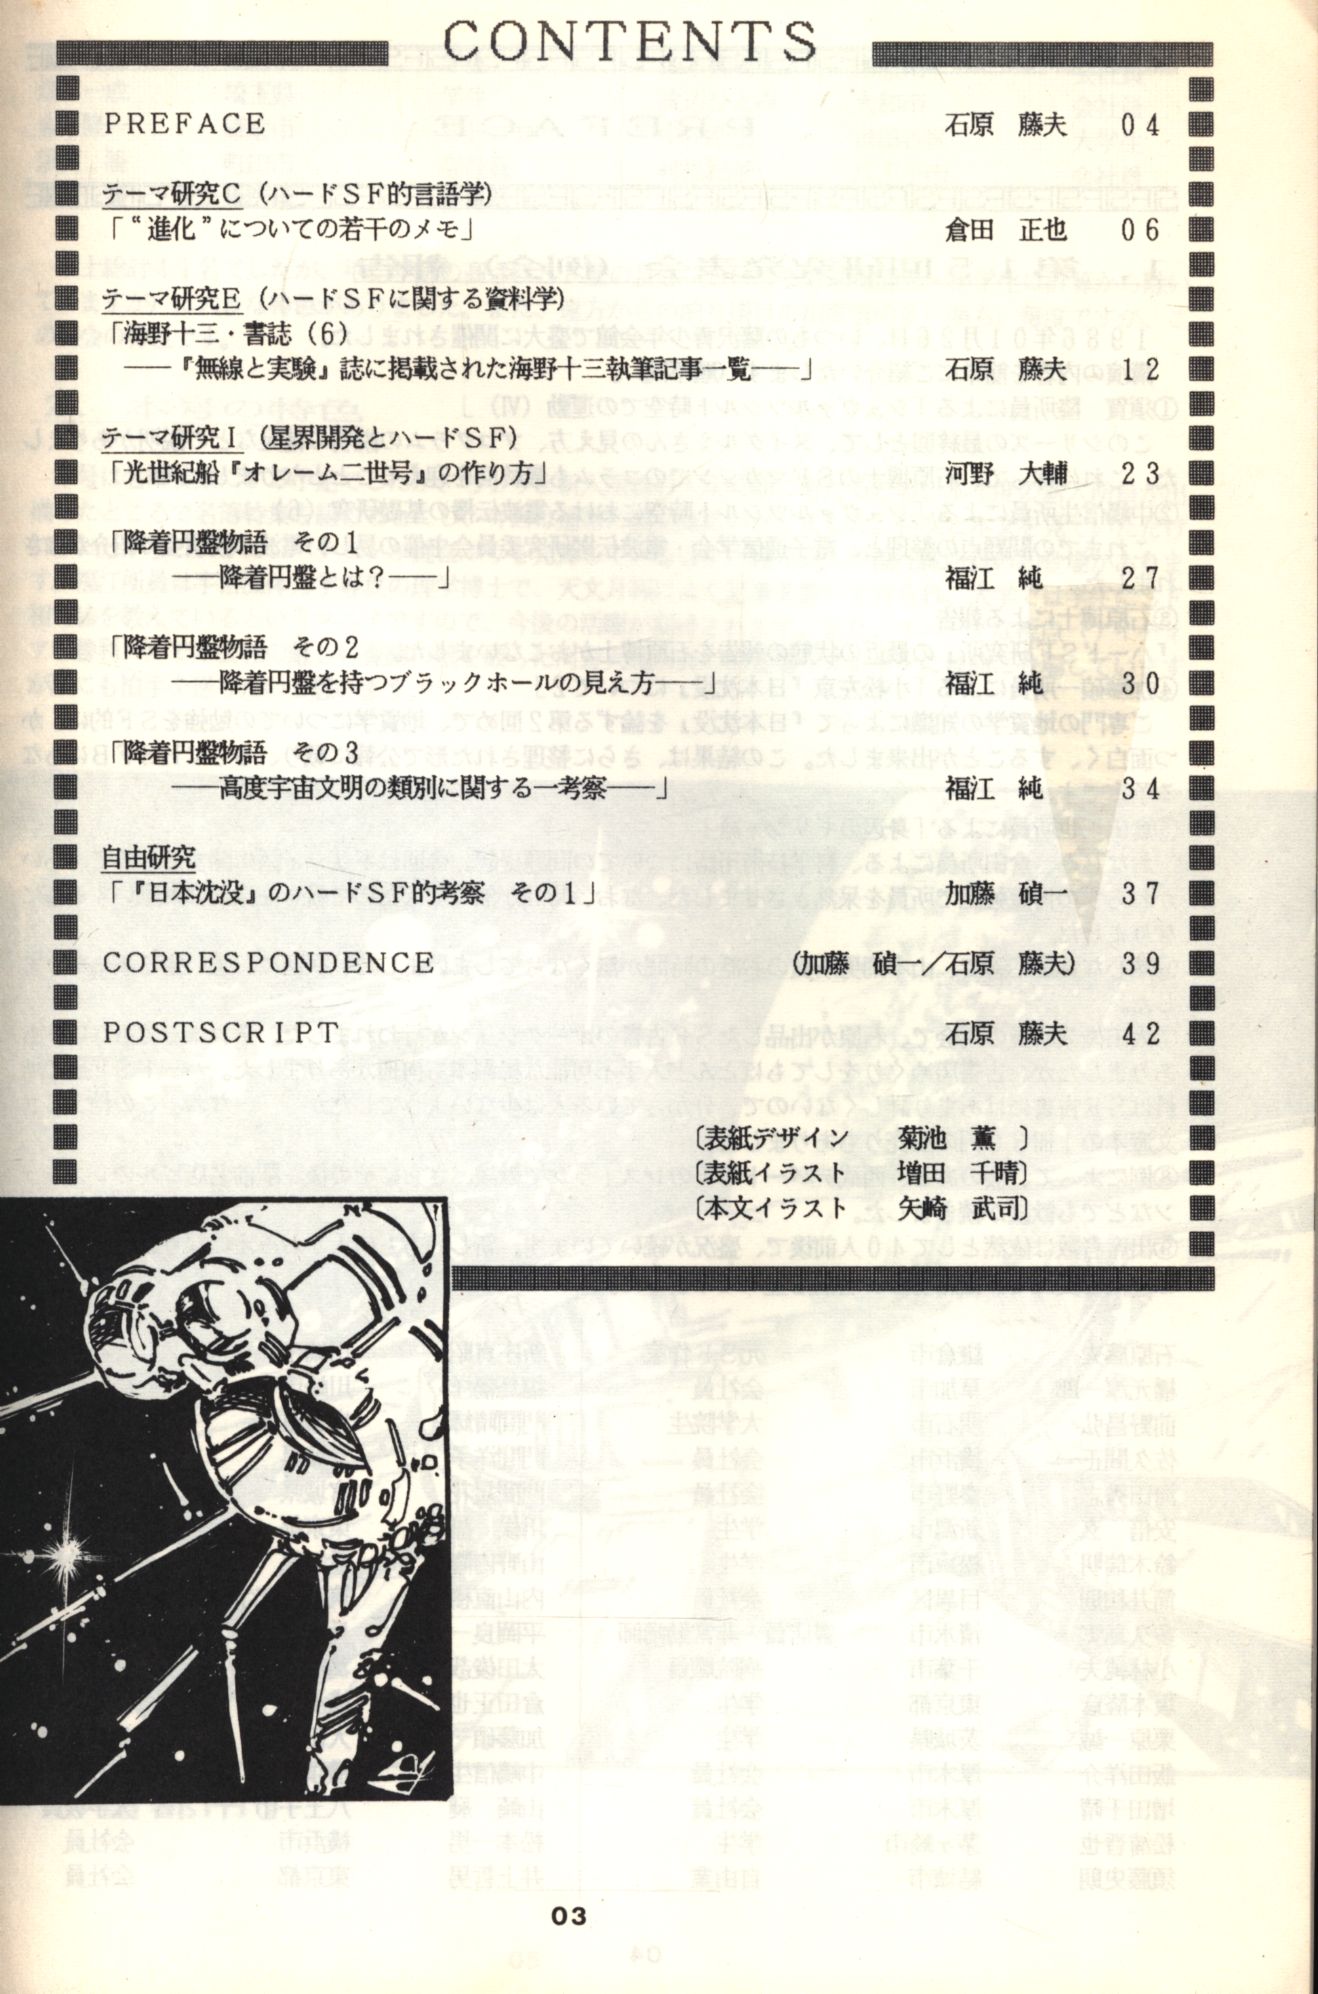 CONTENTS
PREFACE 石原 藤夫 04
テーマ研究C（ハードSF的言語学）
「“進化”についての若干のメモ」 倉田 正也 06
テーマ研究E（ハードSFに関する資料学）
「海野十三・書誌（6）
――『無線と実験』誌に掲載された海野十三執筆記事一覧――」 石原 藤夫 12
テーマ研究I（星界開発とハードSF）
「光世紀船『オレーム二世号』の作り方」 河野 大輔 23
「降着円盤物語 その1
――降着円盤とは？――」 福江 純 27
「降着円盤物語 その2
――降着円盤を持つブラックホールの見え方――」 福江 純 30
「降着円盤物語 その3
――高度宇宙文明の類別に関する一考察――」 福江 純 34
自由研究
「『日本沈没』のハードSF的考察 その1」 加藤 碵一 37
CORRESPONDENCE （加藤 碵一／石原 藤夫） 39
POSTSCRIPT 石原 藤夫 42
〔表紙デザイン 菊池 薫 〕
〔表紙イラスト 増田 千晴〕
〔本文イラスト 矢崎 武司〕
03